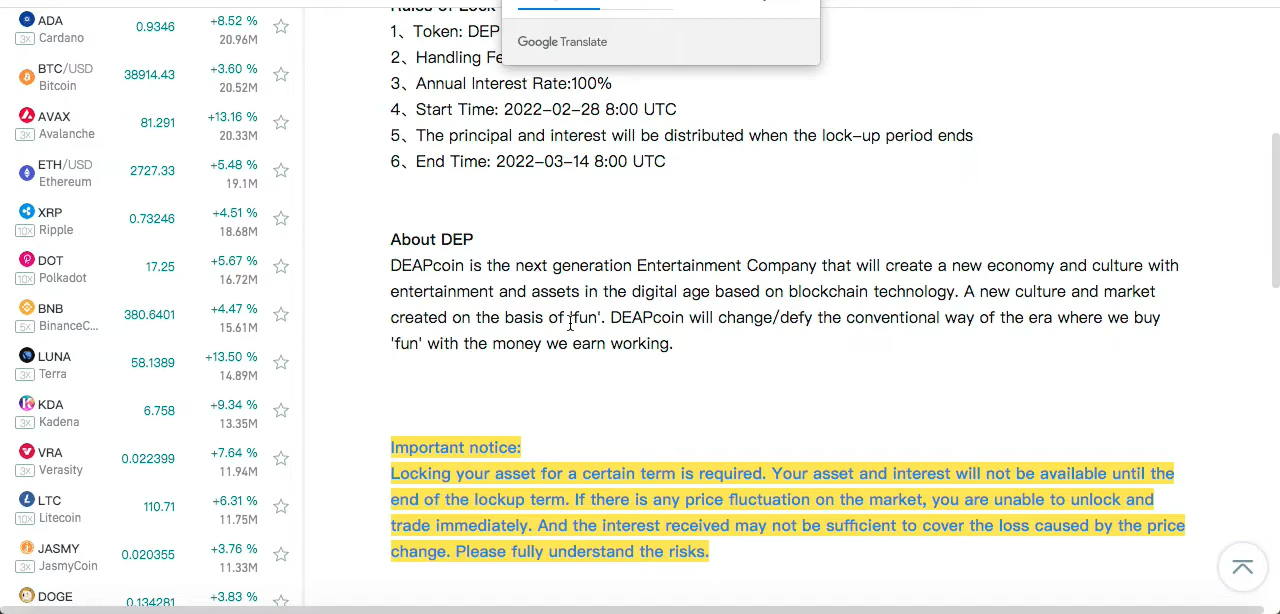 ADA
0.9346
+8.52 %
3X Cardano
20.96M
BTC/USD
38914.43
+3.60 %
Bitcoin
20.52M
AVAX
81.291
+13.16 %
3X Avalanche
20.33M
ETH/USD
2727.33
+5.48 %
Ethereum
19.1M
XRP
0.73246
+4.51 %
10X Ripple
18.68M
DOT
17.25
+5.67 %
10X Polkadot
16.72M
BNB
380.6401
+4.47 %
5X BinanceC...
15.61M
LUNA
58.1389
+13.50 %
3X Terra
14.89M
KDA
6.758
+9.34 %
3X Kadena
13.35M
VRA
0.022399
+7.64 %
3X Verasity
11.94M
LTC
110.71
+6.31 %
10X Litecoin
11.75M
JASMY
0.020355
+3.76 %
3X JasmyCoin
11.33M
DOGE
0.134281
+3.83 %
Google Translate
Rules of Lock
1、Token: DEP
2、Handling Fe
3、Annual Interest Rate:100%
4、Start Time: 2022-02-28 8:00 UTC
5、The principal and interest will be distributed when the lock-up period ends
6、End Time: 2022-03-14 8:00 UTC
About DEP
DEAPcoin is the next generation Entertainment Company that will create a new economy and culture with
entertainment and assets in the digital age based on blockchain technology. A new culture and market
created on the basis of 'fun'. DEAPcoin will change/defy the conventional way of the era where we buy
'fun' with the money we earn working.
Important notice:
Locking your asset for a certain term is required. Your asset and interest will not be available until the
end of the lockup term. If there is any price fluctuation on the market, you are unable to unlock and
trade immediately. And the interest received may not be sufficient to cover the loss caused by the price
change. Please fully understand the risks.